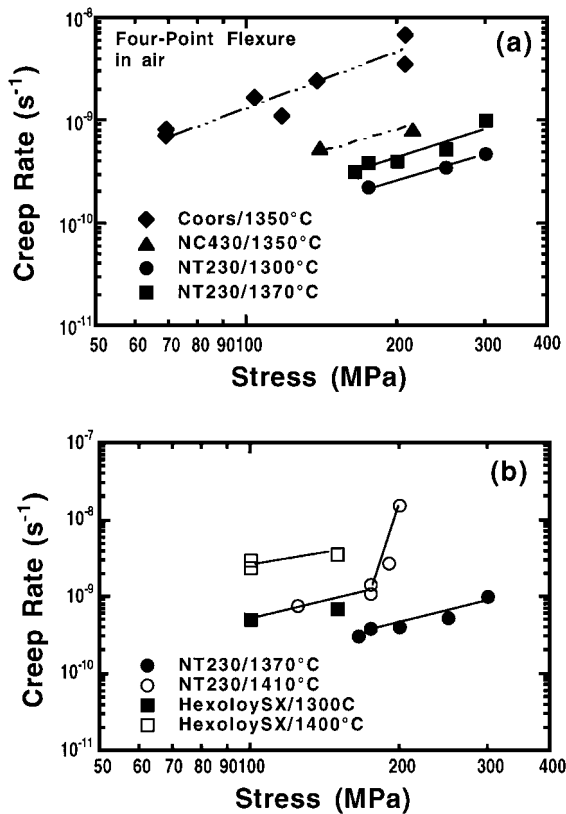 Four-Point Flexure
in air
(a)
10⁻⁸
10⁻⁹
10⁻¹⁰
10⁻¹¹
Creep Rate (s⁻¹)
Coors/1350°C
NC430/1350°C
NT230/1300°C
NT230/1370°C
50 60 70 80 90 100 200 300 400
Stress (MPa)
(b)
10⁻⁷
10⁻⁸
10⁻⁹
10⁻¹⁰
10⁻¹¹
Creep Rate (s⁻¹)
NT230/1370°C
NT230/1410°C
HexoloySX/1300C
HexoloySX/1400°C
50 60 70 80 90 100 200 300 400
Stress (MPa)